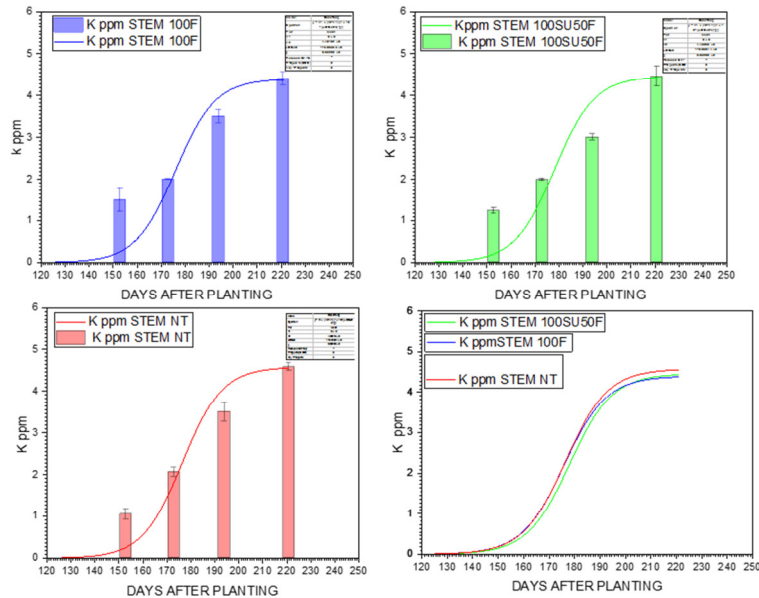 K ppm STEM 100F
K ppm STEM 100F
6
5
4
3
2
1
0
K ppm
120 130 140 150 160 170 180 190 200 210 220 230 240 250
DAYS AFTER PLANTING
K ppm STEM 100SU50F
K ppm STEM 100SU50F
6
5
4
3
2
1
0
K ppm
120 130 140 150 160 170 180 190 200 210 220 230 240 250
DAYS AFTER PLANTING
K ppm STEM NT
K ppm STEM NT
6
5
4
3
2
1
0
K ppm
120 130 140 150 160 170 180 190 200 210 220 230 240 250
DAYS AFTER PLANTING
K ppm STEM 100SU50F
K ppmSTEM 100F
K ppm STEM NT
6
5
4
3
2
1
0
K ppm
120 130 140 150 160 170 180 190 200 210 220 230 240 250
DAYS AFTER PLANTING